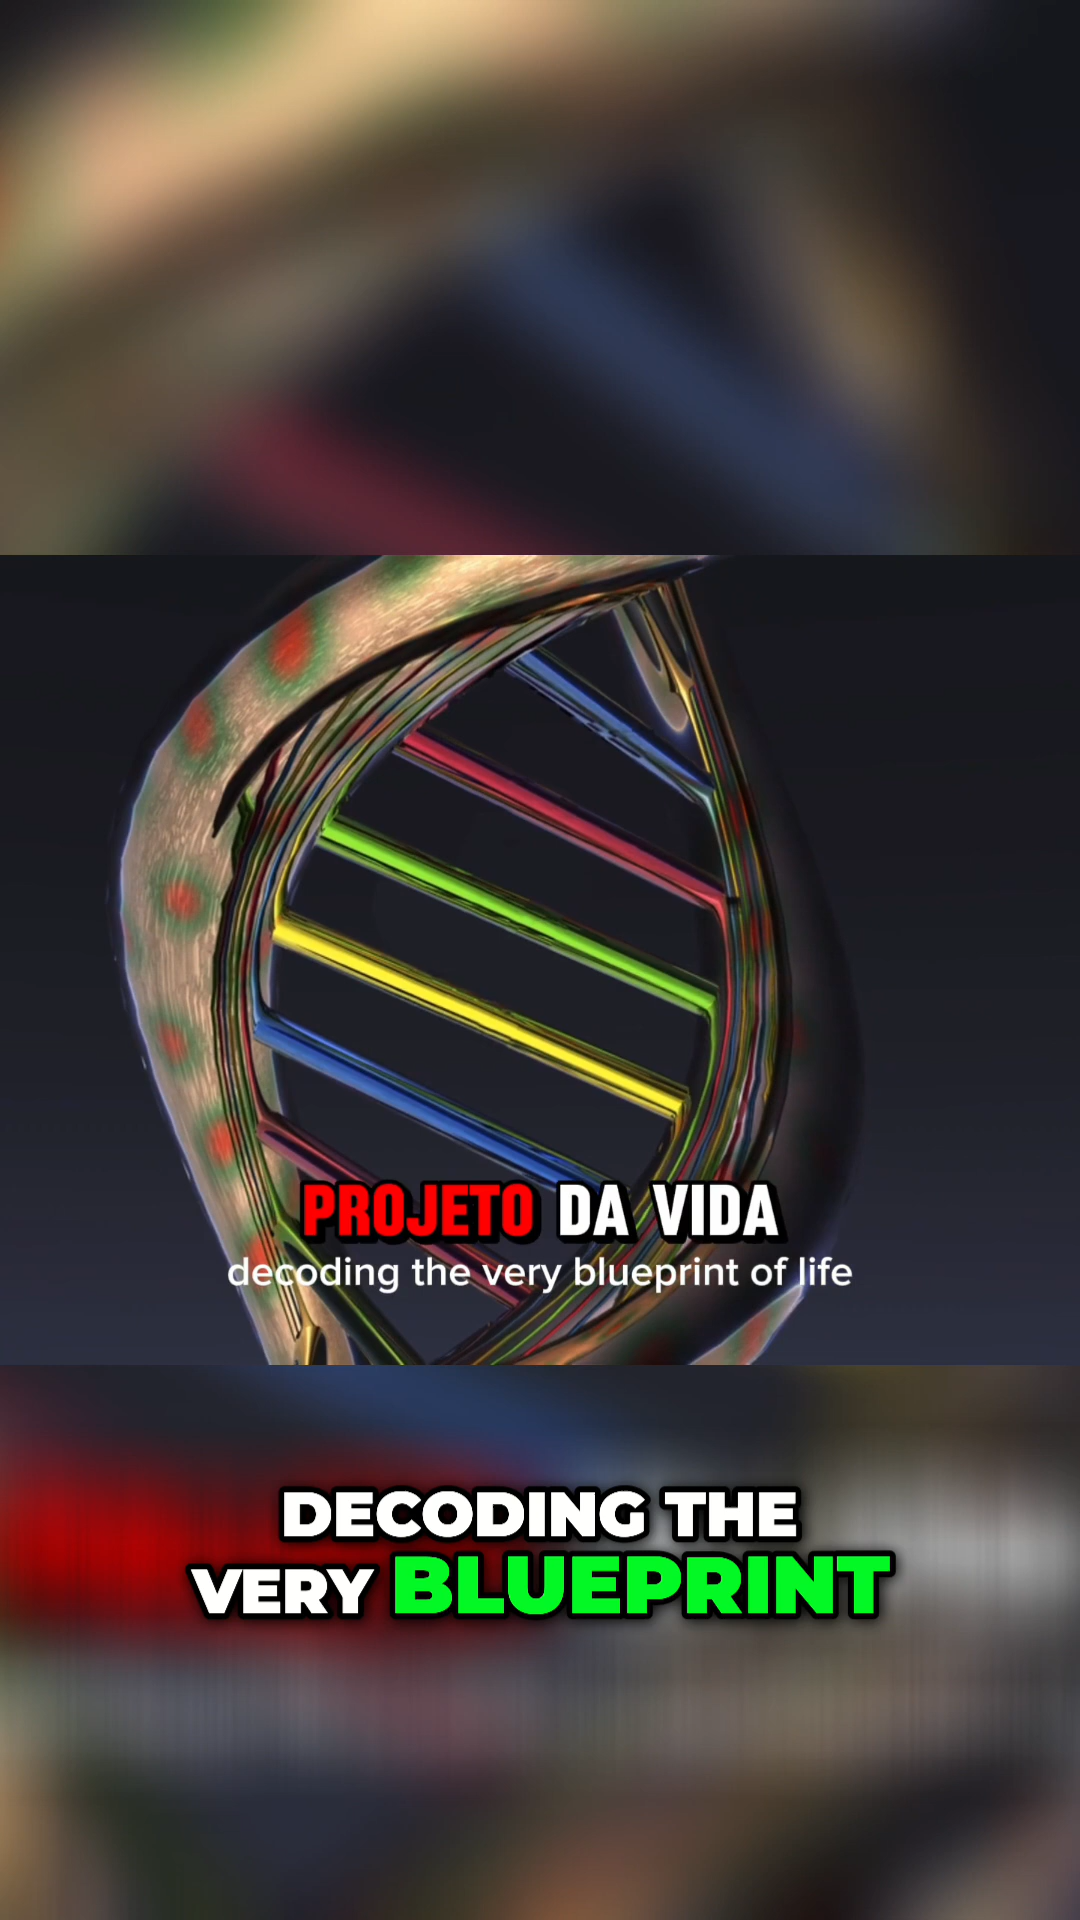 PROJETO DA VIDA
decoding the very blueprint of life
DECODING THE
VERY BLUEPRINT